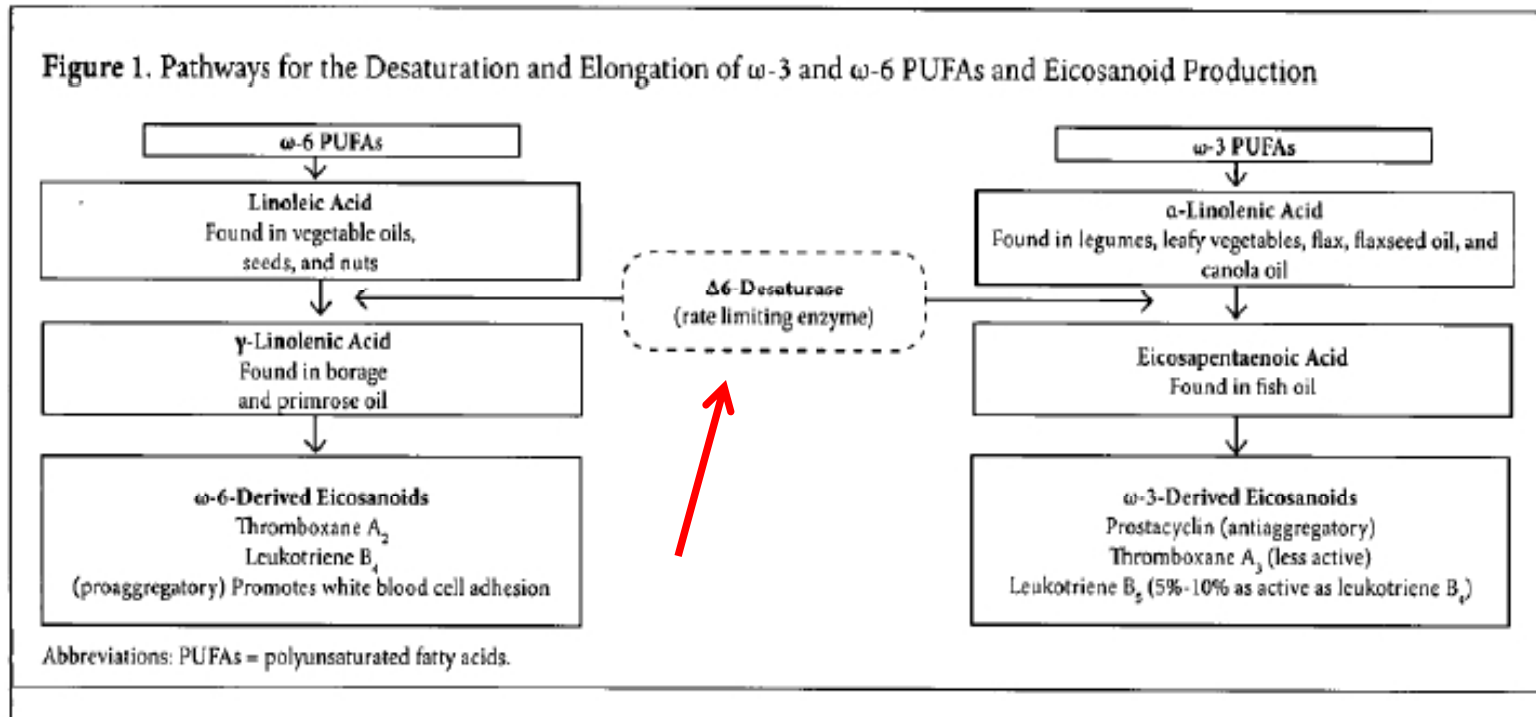 Figure 1. Pathways for the Desaturation and Elongation of ω-3 and ω-6 PUFAs and Eicosanoid Production
ω-6 PUFAs
Linoleic Acid
Found in vegetable oils,
seeds, and nuts
γ-Linolenic Acid
Found in borage
and primrose oil
ω-6-Derived Eicosanoids
Thromboxane A₂
Leukotriene B₄
(proaggregatory) Promotes white blood cell adhesion
Δ6-Desaturase
(rate limiting enzyme)
ω-3 PUFAs
α-Linolenic Acid
Found in legumes, leafy vegetables, flax, flaxseed oil, and
canola oil
Eicosapentaenoic Acid
Found in fish oil
ω-3-Derived Eicosanoids
Prostacyclin (antiaggregatory)
Thromboxane A₃ (less active)
Leukotriene B₅ (5%-10% as active as leukotriene B₄)
Abbreviations: PUFAs = polyunsaturated fatty acids.